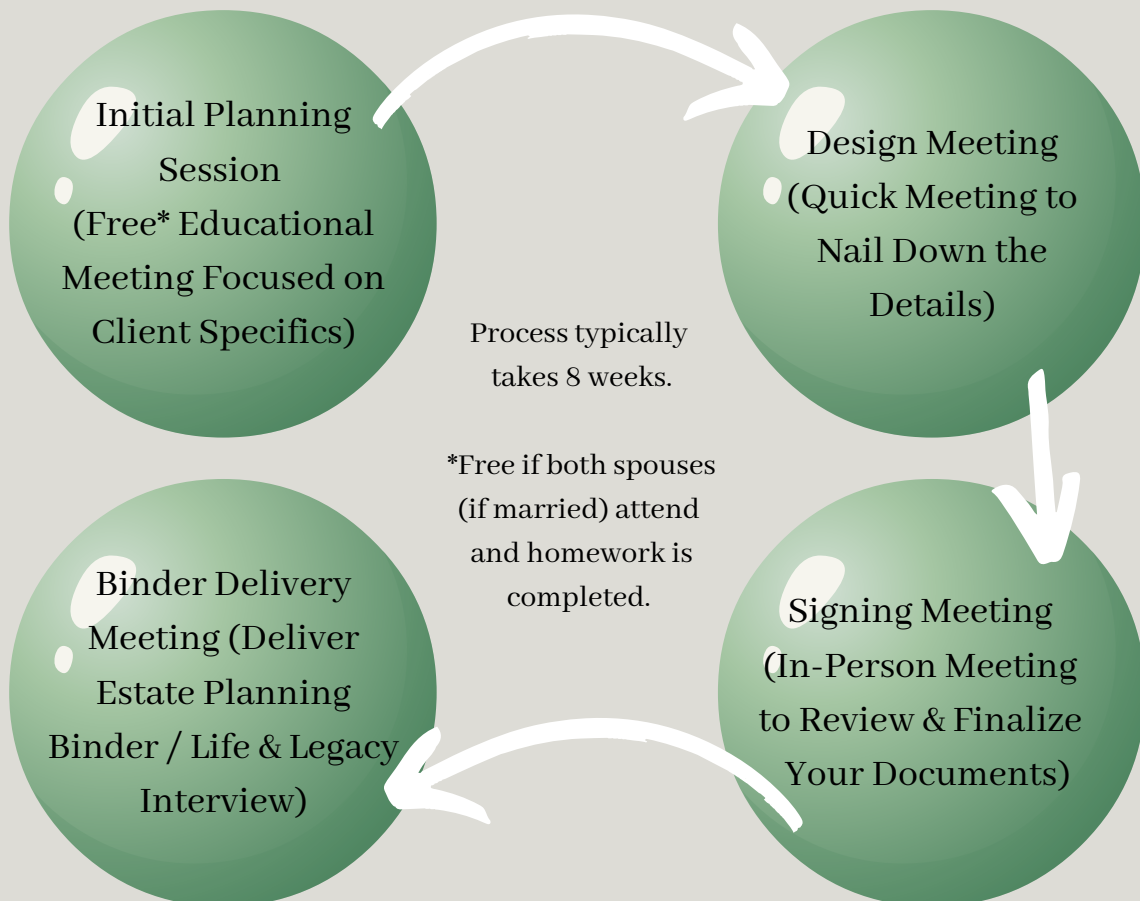 Initial Planning
Session
(Free* Educational
Meeting Focused on
Client Specifics)
Design Meeting
(Quick Meeting to
Nail Down the
Details)
Process typically
takes 8 weeks.
*Free if both spouses
(if married) attend
and homework is
completed.
Signing Meeting
(In-Person Meeting
to Review & Finalize
Your Documents)
Binder Delivery
Meeting (Deliver
Estate Planning
Binder / Life & Legacy
Interview)